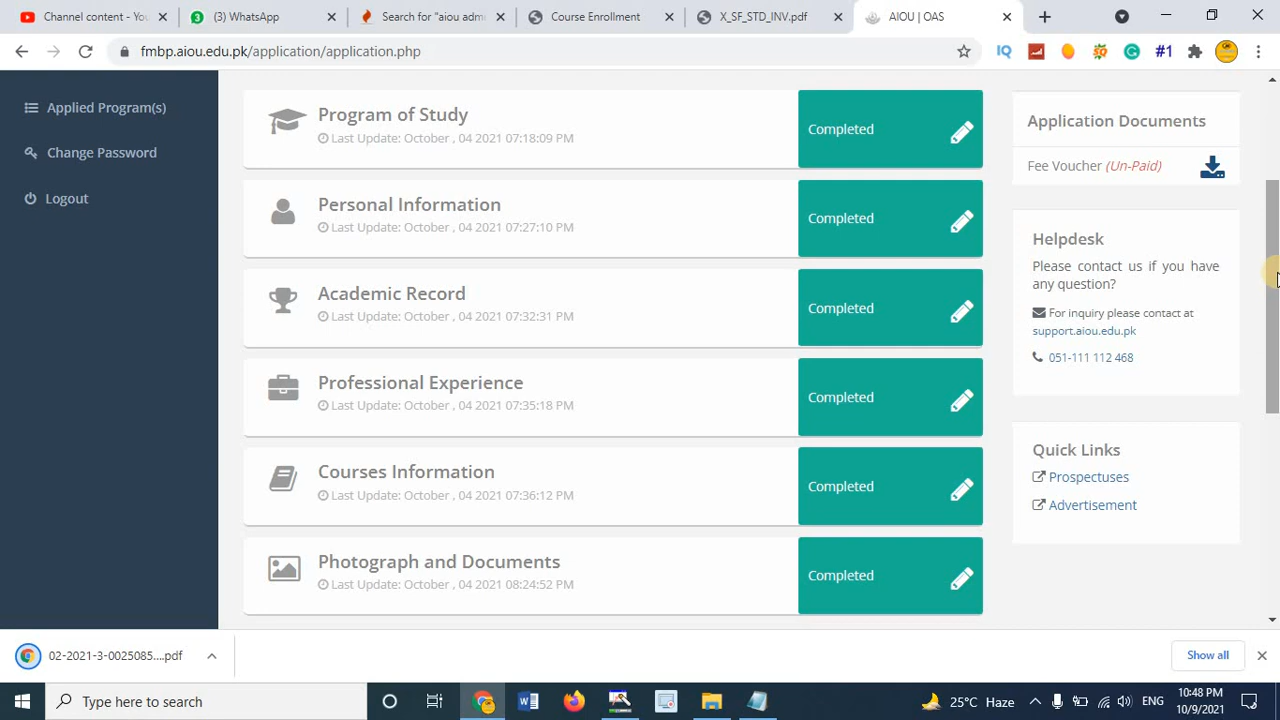 Channel content - You
(3) WhatsApp
Search for "aiou adm
Course Enrollment
X_SF_STD_INV.pdf
AIOU | OAS
fmbp.aiou.edu.pk/application/application.php
IQ
SQ
#1
Applied Program(s)
Change Password
Logout
Program of Study
Last Update: October , 04 2021 07:18:09 PM
Completed
Personal Information
Last Update: October , 04 2021 07:27:10 PM
Completed
Academic Record
Last Update: October , 04 2021 07:32:31 PM
Completed
Professional Experience
Last Update: October , 04 2021 07:35:18 PM
Completed
Courses Information
Last Update: October , 04 2021 07:36:12 PM
Completed
Photograph and Documents
Last Update: October , 04 2021 08:24:52 PM
Completed
Application Documents
Fee Voucher (Un-Paid)
Helpdesk
Please contact us if you have
any question?
For inquiry please contact at
support.aiou.edu.pk
051-111 112 468
Quick Links
Prospectuses
Advertisement
02-2021-3-0025085....pdf
Show all
Type here to search
25°C Haze
ENG
10:48 PM
10/9/2021